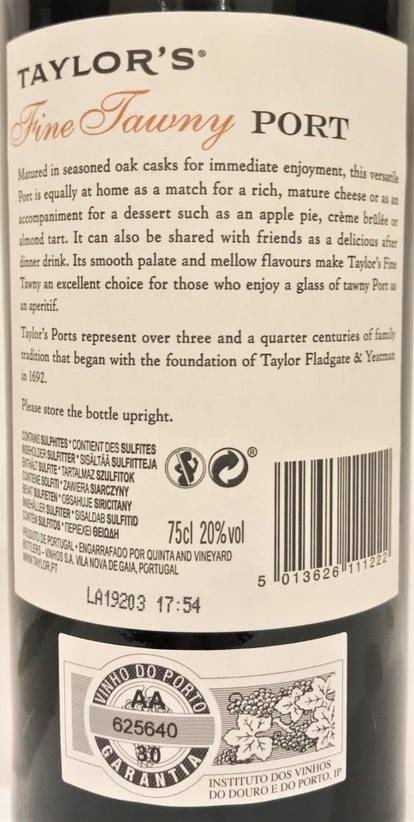 TAYLOR'S®
Fine Tawny PORT
Matured in seasoned oak casks for immediate enjoyment, this versatile
Port is equally at home as a match for a rich, mature cheese or as an
accompaniment for a dessert such as an apple pie, crème brûlée or
almond tart. It can also be shared with friends as a delicious after
dinner drink. Its smooth palate and mellow flavours make Taylor's Fine
Tawny an excellent choice for those who enjoy a glass of tawny Port as
an aperitif.
Taylor's Ports represent over three and a quarter centuries of family
tradition that began with the foundation of Taylor Fladgate & Yeatman
in 1692.
Please store the bottle upright.
CONTAINS SULPHITES * CONTIENT DES SULFITES
INDEHOLDER SULFITTER * SISÄLTÄÄ SULFIITTEJA
ENTHÄLT SULFITE * TARTALMAZ SZULFITOK
CONTIENE SOLFITI * ZAWIERA SIARCZYNY
BEVAT SULFIETEN * OBSAHUJE SIRICITANY
INNEHÅLLER SULFITER * SISALDAB SULFITID
CONTÉM SULFITOS * ΠΕΡΙΕΧΕΙ ΘΕΙΩΔΗ
®
75cl 20%vol
PRODUTO DE PORTUGAL • ENGARRAFADO POR QUINTA AND VINEYARD
BOTTLERS - VINHOS S.A. VILA NOVA DE GAIA, PORTUGAL
WWW.TAYLOR.PT
5 013626 111222
LA19203 17:54
VINHO DO PORTO
AA
625640
30
GARANTIA
INSTITUTO DOS VINHOS
DO DOURO E DO PORTO, IP